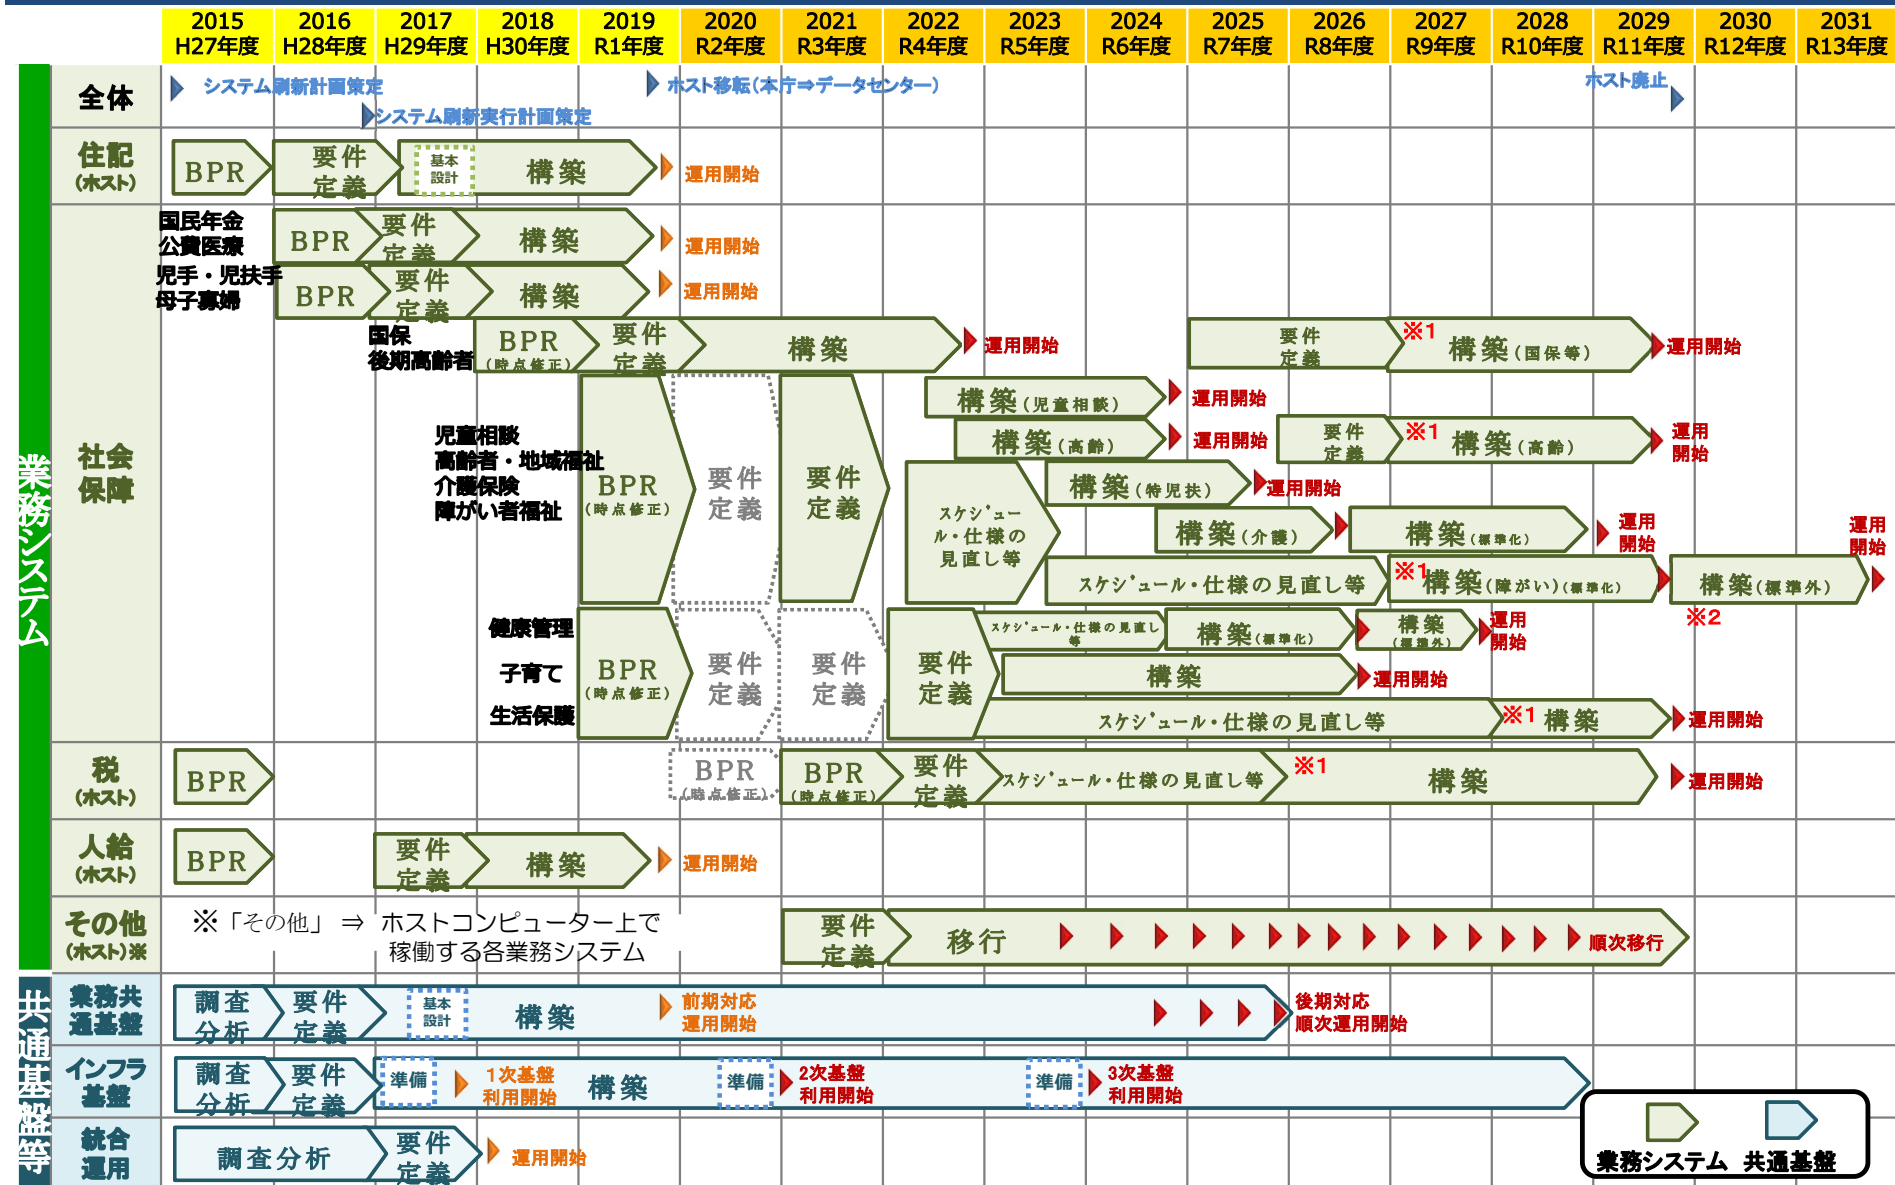 2015 2016 2017 2018 2019 2020 2021 2022 2023 2024 2025 2026 2027 2028 2029 2030 2031
H27年度 H28年度 H29年度 H30年度 R1年度 R2年度 R3年度 R4年度 R5年度 R6年度 R7年度 R8年度 R9年度 R10年度 R11年度 R12年度 R13年度
業務システム
全体
システム刷新計画策定
システム刷新実行計画策定
ホスト移転(本庁⇒データセンター)
ホスト廃止
住記
(ホスト)
BPR
要件
定義
基本
設計
構築
運用開始
社会
保障
国民年金
公費医療
BPR
要件
定義
構築
運用開始
児手・児扶手
母子寡婦
BPR
要件
定義
構築
運用開始
国保
後期高齢者
BPR
(時点修正)
要件
定義
構築
運用開始
要件
定義
※1
構築(国保等)
運用開始
児童相談
高齢者・地域福祉
介護保険
障がい者福祉
BPR
(時点修正)
要件
定義
要件
定義
構築(児童相談)
運用開始
構築(高齢)
運用開始
要件
定義
※1
構築(高齢)
運用
開始
スケジュー
ル・仕様の
見直し等
構築(特児扶)
運用開始
構築(介護)
構築(標準化)
運用
開始
スケジュール・仕様の見直し等
※1
構築(障がい)(標準化)
構築(標準外)
※2
運用
開始
健康管理
子育て
生活保護
BPR
(時点修正)
要件
定義
要件
定義
要件
定義
スケジュール・仕様の見直し
等
構築(標準化)
構築
(標準外)
運用
開始
構築
運用開始
スケジュール・仕様の見直し等
※1
構築
運用開始
税
(ホスト)
BPR
BPR
(時点修正)
BPR
(時点修正)
要件
定義
スケジュール・仕様の見直し等
※1
構築
運用開始
人給
(ホスト)
BPR
要件
定義
構築
運用開始
その他
(ホスト)※
※「その他」 ⇒ ホストコンピューター上で
稼働する各業務システム
要件
定義
移行
順次移行
共通基盤等
業務共
通基盤
調査
分析
要件
定義
基本
設計
構築
前期対応
運用開始
後期対応
順次運用開始
インフラ
基盤
調査
分析
要件
定義
準備
1次基盤
利用開始
構築
準備
2次基盤
利用開始
準備
3次基盤
利用開始
統合
運用
調査分析
要件
定義
運用開始
業務システム 共通基盤